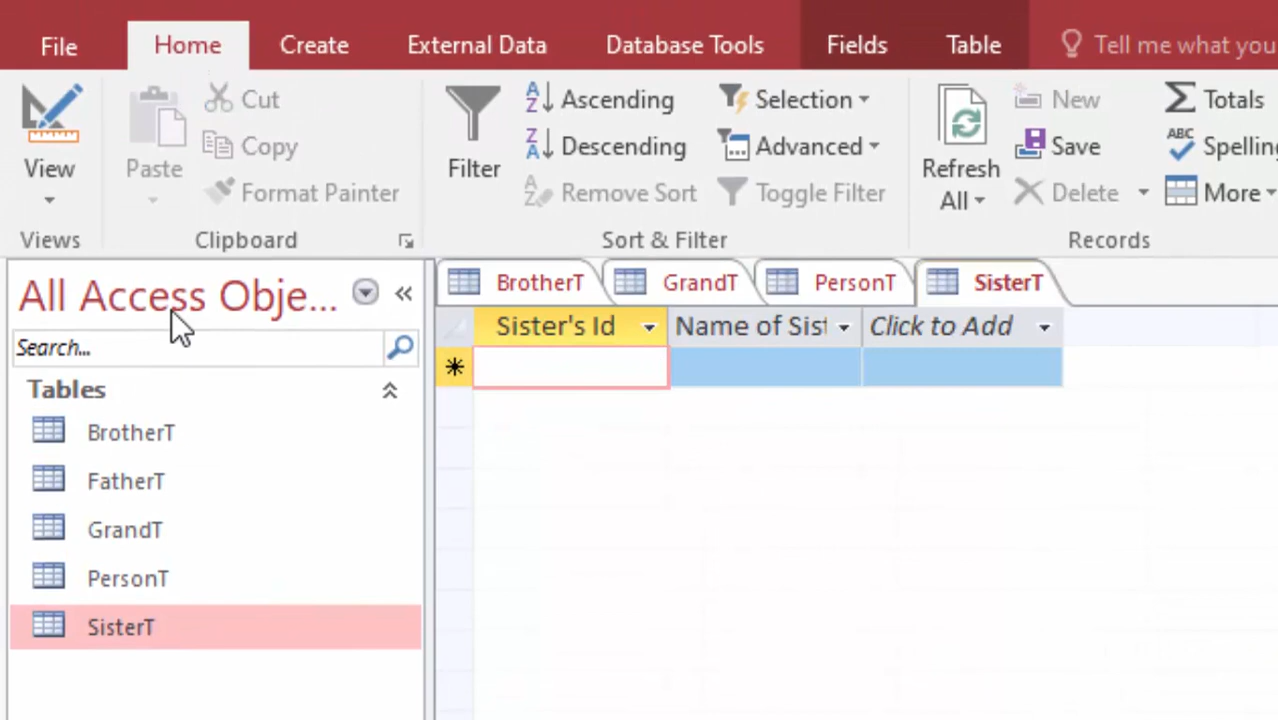 File Home Create External Data Database Tools Fields Table Tell me what you
View
Views
Paste
Cut
Copy
Format Painter
Clipboard
Filter
Ascending
Descending
Remove Sort
Selection
Advanced
Toggle Filter
Sort & Filter
Refresh
All
New
Save
Delete
Totals
ABC
Spelling
More
Records
All Access Obje...
Search...
Tables
BrotherT
FatherT
GrandT
PersonT
SisterT
BrotherT GrandT PersonT SisterT
Sister's Id Name of Sist Click to Add